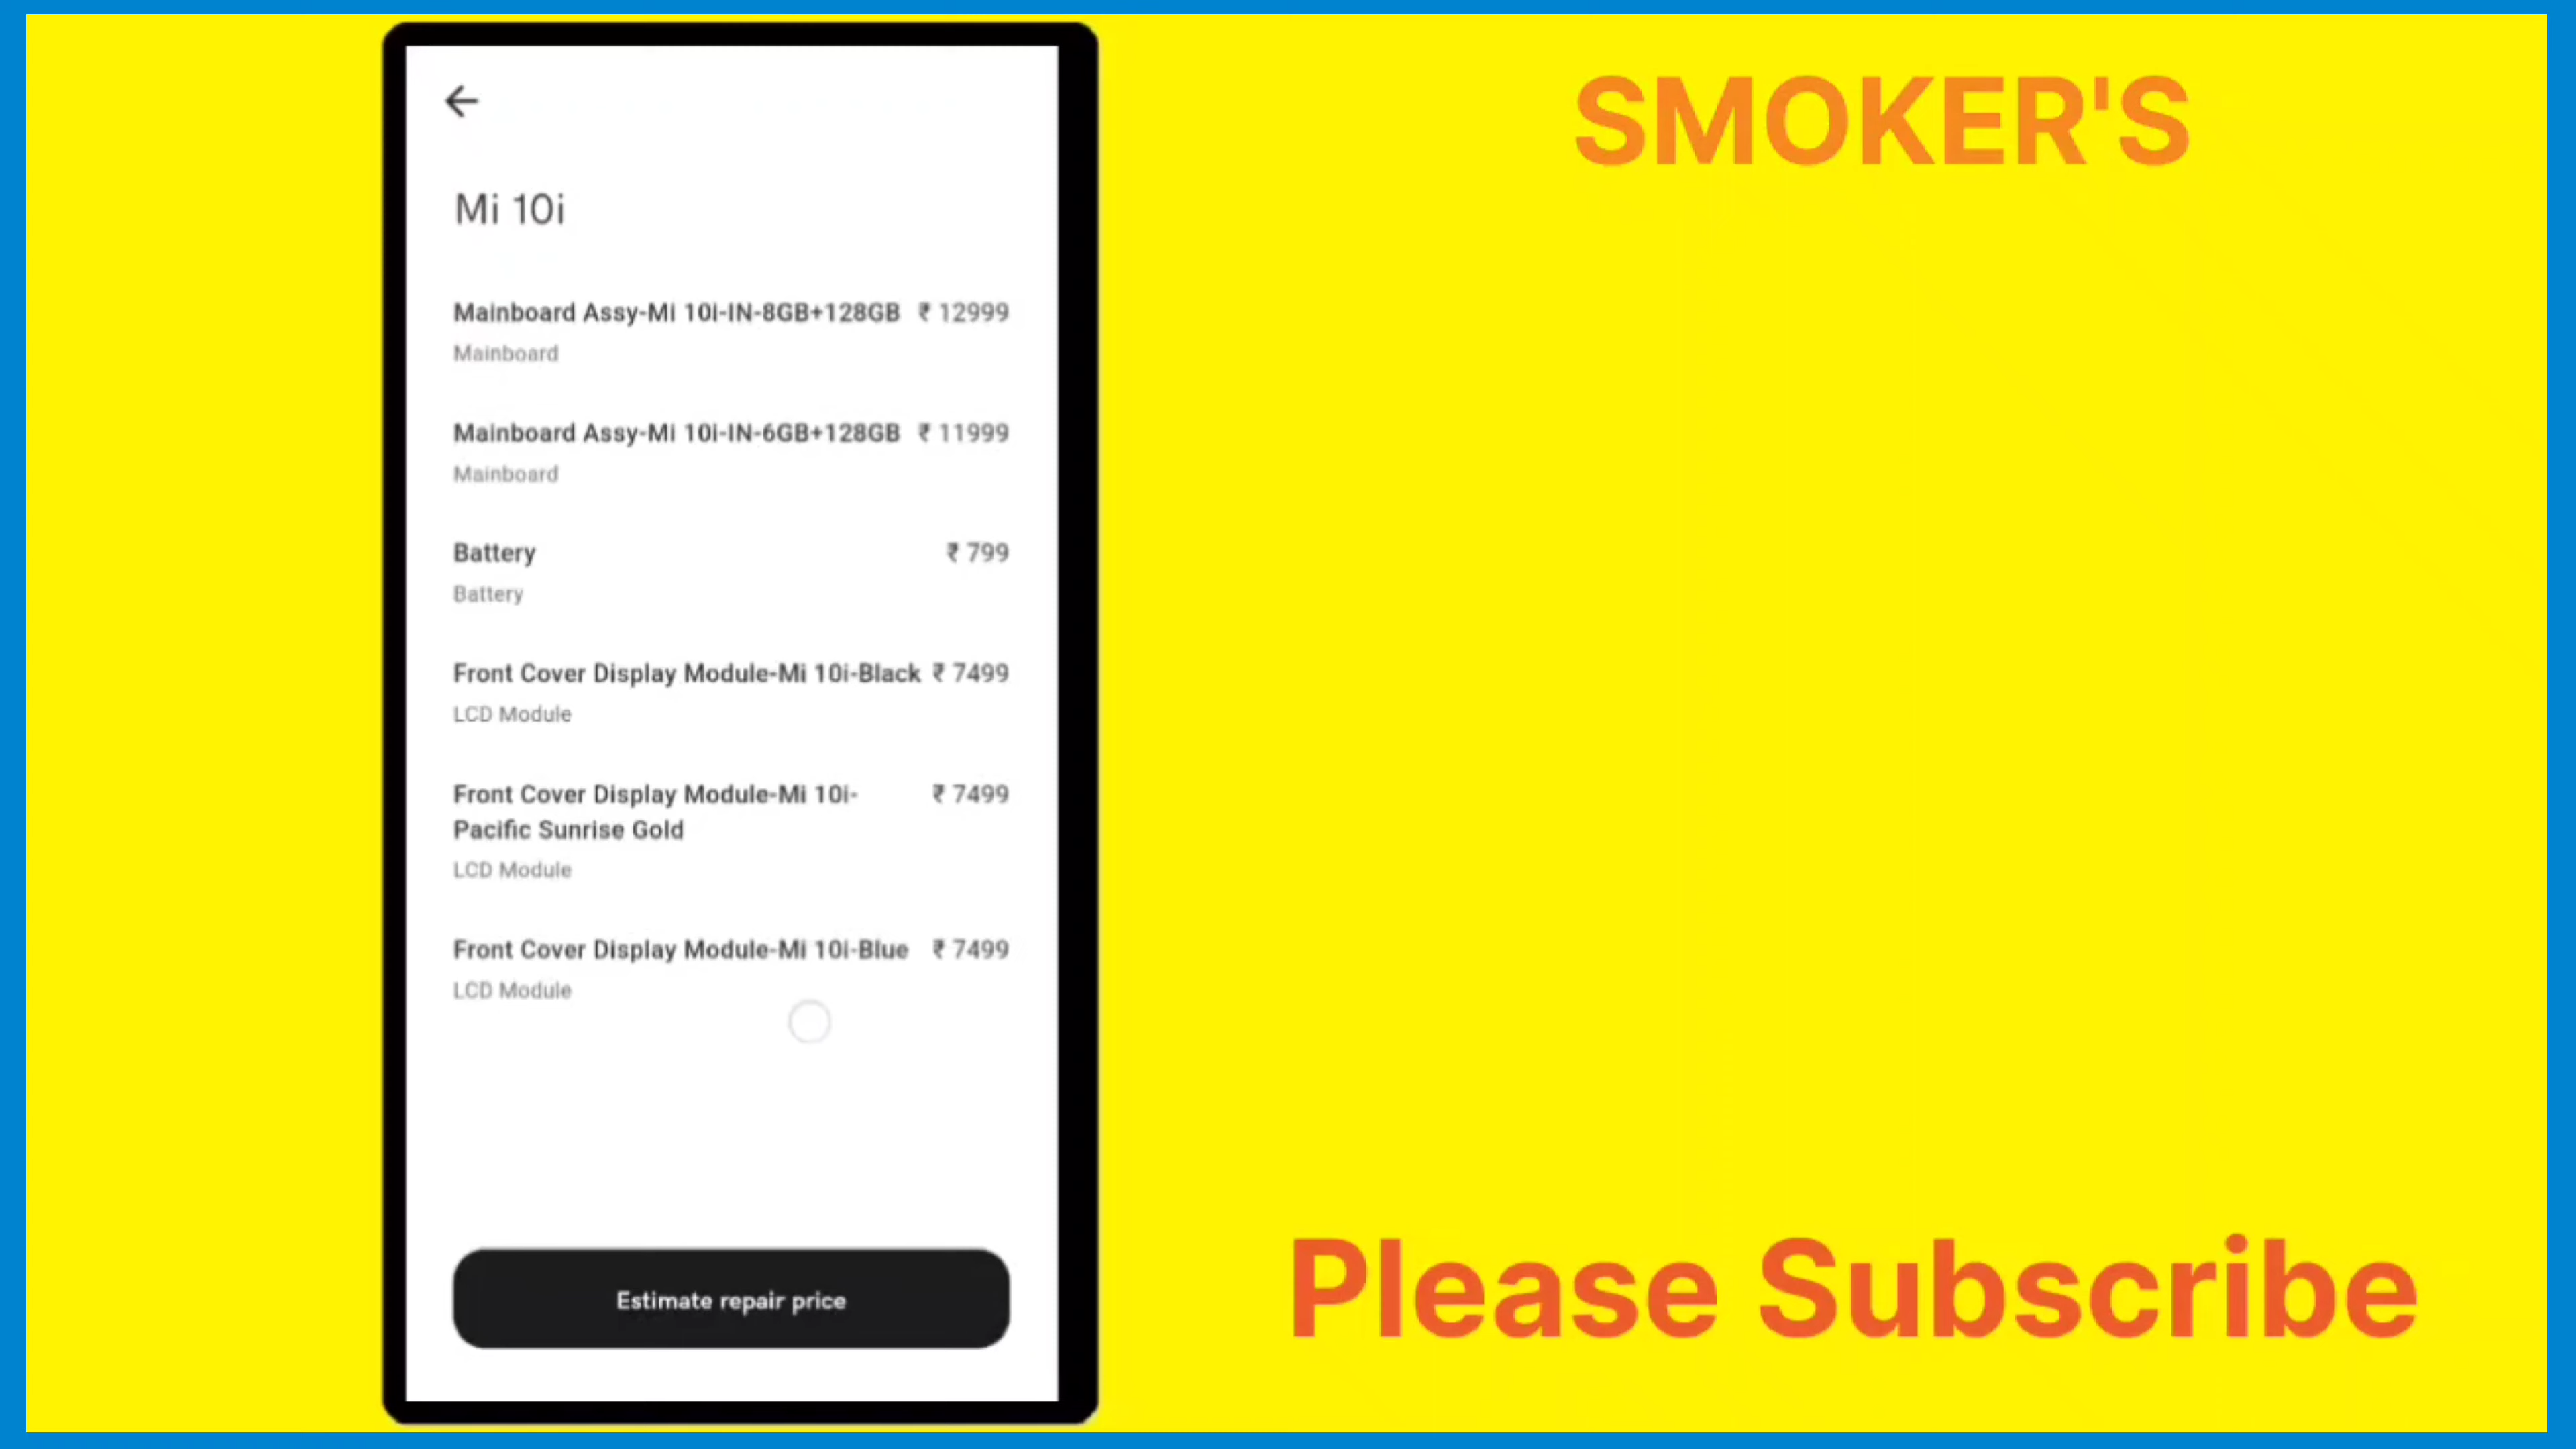 SMOKER'S
Mi 10i
Mainboard Assy-Mi 10i-IN-8GB+128GB ₹ 12999
Mainboard
Mainboard Assy-Mi 10i-IN-6GB+128GB ₹ 11999
Mainboard
Battery ₹ 799
Battery
Front Cover Display Module-Mi 10i-Black ₹ 7499
LCD Module
Front Cover Display Module-Mi 10i- ₹ 7499
Pacific Sunrise Gold
LCD Module
Front Cover Display Module-Mi 10i-Blue ₹ 7499
LCD Module
Estimate repair price
Please Subscribe